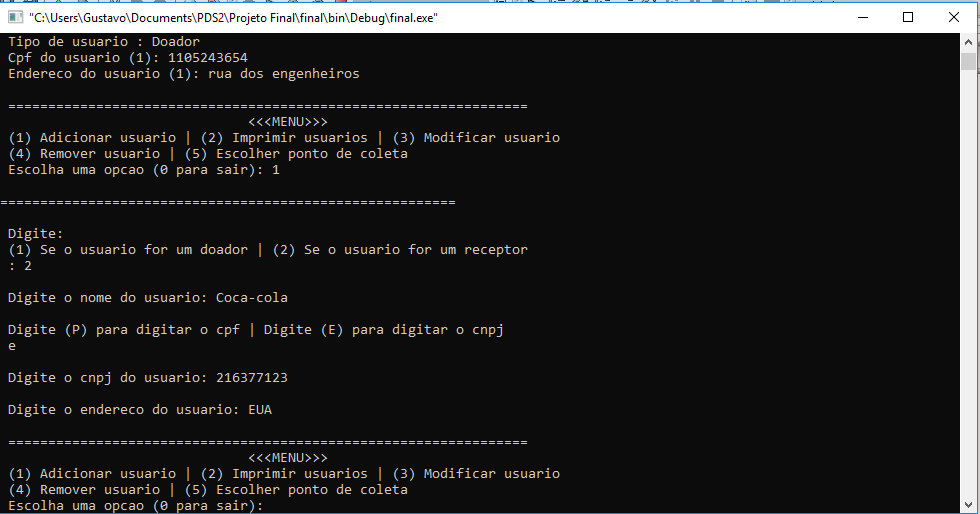 "C:\Users\Gustavo\Documents\PDS2\Projeto Final\final\bin\Debug\final.exe"
Tipo de usuario : Doador
Cpf do usuario (1): 1105243654
Endereco do usuario (1): rua dos engenheiros
=================================================================
<<<MENU>>>
(1) Adicionar usuario | (2) Imprimir usuarios | (3) Modificar usuario
(4) Remover usuario | (5) Escolher ponto de coleta
Escolha uma opcao (0 para sair): 1
=========================================================
Digite:
(1) Se o usuario for um doador | (2) Se o usuario for um receptor
: 2
Digite o nome do usuario: Coca-cola
Digite (P) para digitar o cpf | Digite (E) para digitar o cnpj
e
Digite o cnpj do usuario: 216377123
Digite o endereco do usuario: EUA
=================================================================
<<<MENU>>>
(1) Adicionar usuario | (2) Imprimir usuarios | (3) Modificar usuario
(4) Remover usuario | (5) Escolher ponto de coleta
Escolha uma opcao (0 para sair):